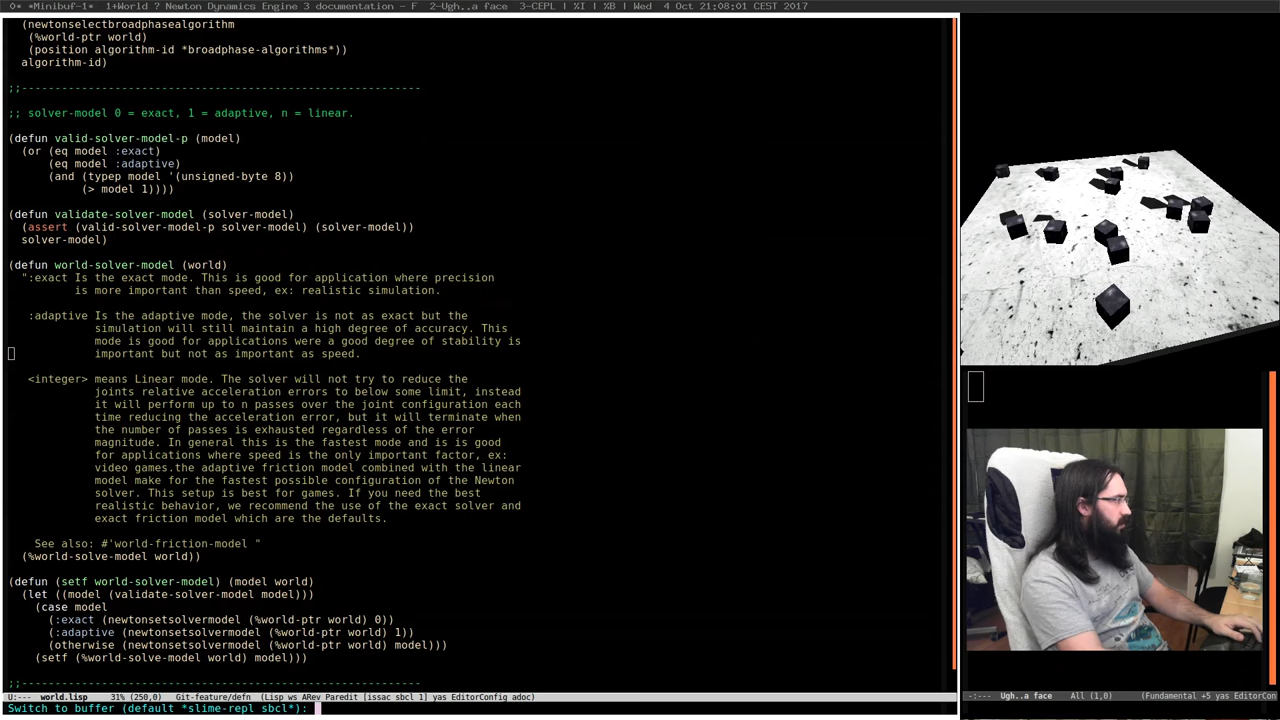 0* *Minibuf-1*  1+World ? Newton Dynamics Engine 3 documentation - F  2-Ugh..a face  3-CEPL | %I | %B | Wed  4 Oct 21:08:01 CEST 2017
(newtonselectbroadphasealgorithm
(%world-ptr world)
(position algorithm-id *broadphase-algorithms*))
algorithm-id)
;;------------------------------------------------------------
;; solver-model 0 = exact, 1 = adaptive, n = linear.
(defun valid-solver-model-p (model)
(or (eq model :exact)
(eq model :adaptive)
(and (typep model '(unsigned-byte 8))
(> model 1))))
(defun validate-solver-model (solver-model)
(assert (valid-solver-model-p solver-model) (solver-model))
solver-model)
(defun world-solver-model (world)
":exact Is the exact mode. This is good for application where precision
is more important than speed, ex: realistic simulation.
:adaptive Is the adaptive mode, the solver is not as exact but the
simulation will still maintain a high degree of accuracy. This
mode is good for applications were a good degree of stability is
important but not as important as speed.
<integer> means Linear mode. The solver will not try to reduce the
joints relative acceleration errors to below some limit, instead
it will perform up to n passes over the joint configuration each
time reducing the acceleration error, but it will terminate when
the number of passes is exhausted regardless of the error
magnitude. In general this is the fastest mode and is is good
for applications where speed is the only important factor, ex:
video games.the adaptive friction model combined with the linear
model make for the fastest possible configuration of the Newton
solver. This setup is best for games. If you need the best
realistic behavior, we recommend the use of the exact solver and
exact friction model which are the defaults.
See also: #'world-friction-model "
(%world-solve-model world))
(defun (setf world-solver-model) (model world)
(let ((model (validate-solver-model model)))
(case model
(:exact (newtonsetsolvermodel (%world-ptr world) 0))
(:adaptive (newtonsetsolvermodel (%world-ptr world) 1))
(otherwise (newtonsetsolvermodel (%world-ptr world) model)))
(setf (%world-solve-model world) model)))
;;------------------------------------------------------------
U:---  world.lisp     31% (250,0)    Git-feature/defn  (Lisp ws ARev Paredit [issac sbcl 1] yas EditorConfig adoc)
-:---  Ugh..a face    All (1,0)     (Fundamental +5 yas EditorCon
Switch to buffer (default *slime-repl sbcl*):